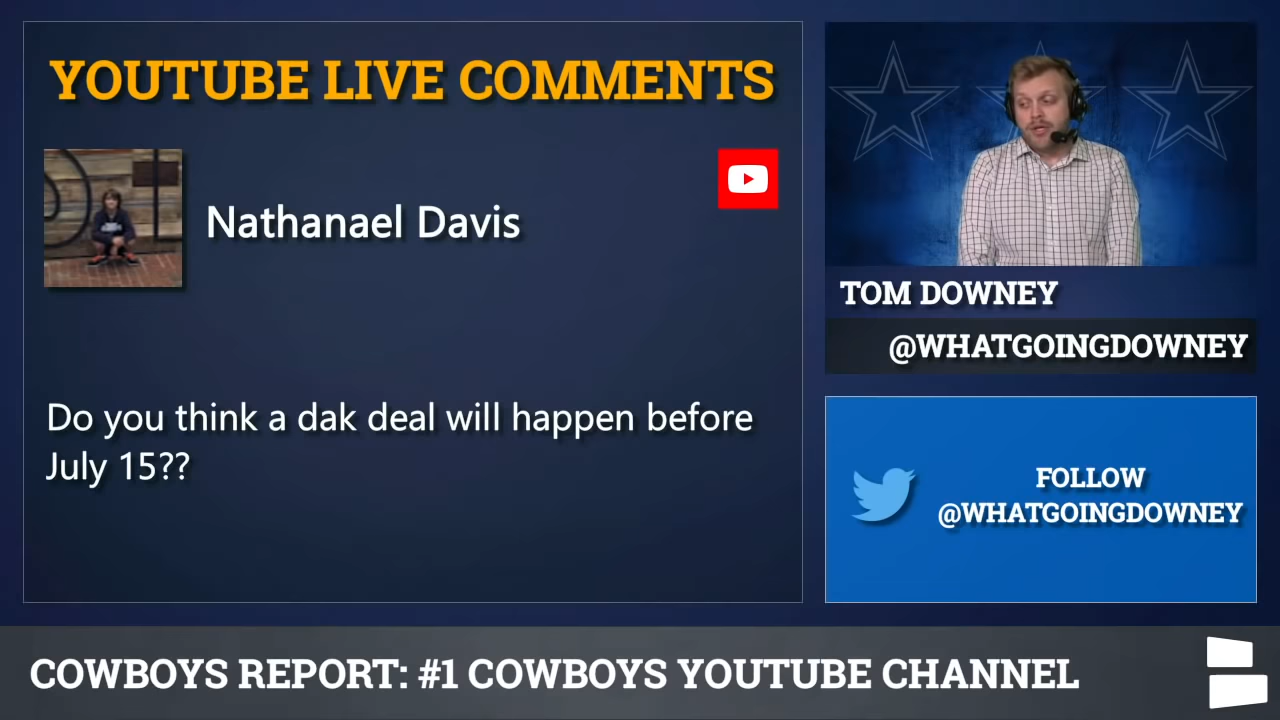 YOUTUBE LIVE COMMENTS
Nathanael Davis
Do you think a dak deal will happen before
July 15??
TOM DOWNEY
@WHATGOINGDOWNEY
FOLLOW
@WHATGOINGDOWNEY
COWBOYS REPORT: #1 COWBOYS YOUTUBE CHANNEL